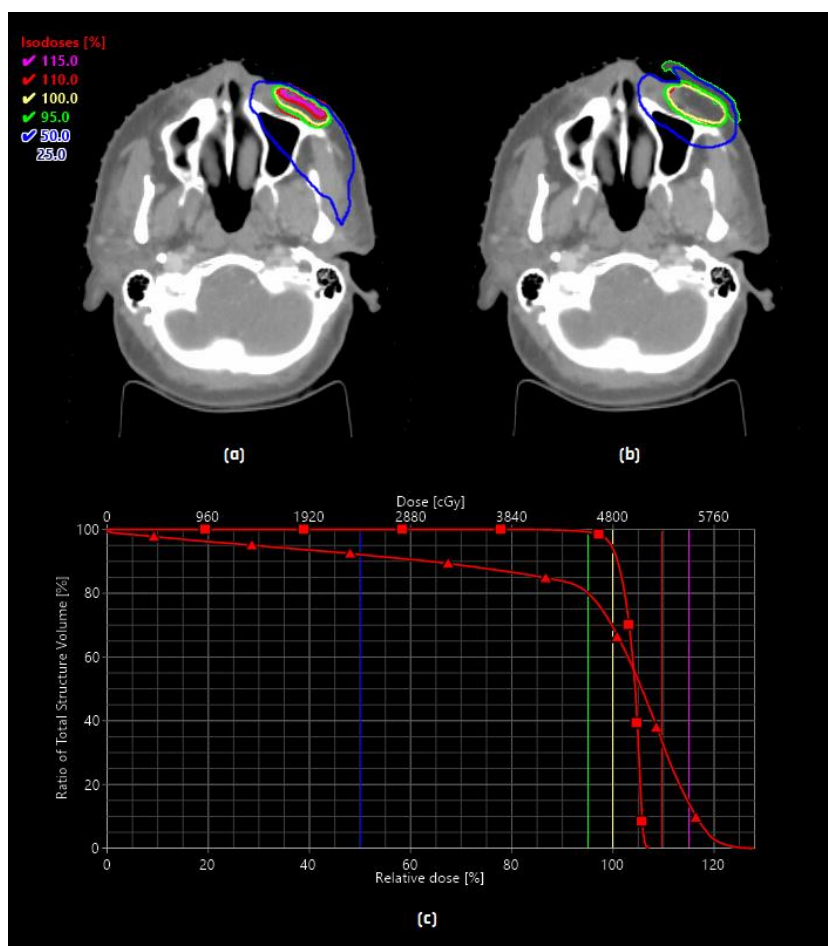 Isodoses [%]
✔ 115.0
✔ 110.0
✔ 100.0
✔ 95.0
✔ 50.0
25.0
(a)
(b)
Dose [cGy]
0 960 1920 2880 3840 4800 5760
100
80
60
40
20
0
Ratio of Total Structure Volume [%]
0 20 40 60 80 100 120
Relative dose [%]
(c)